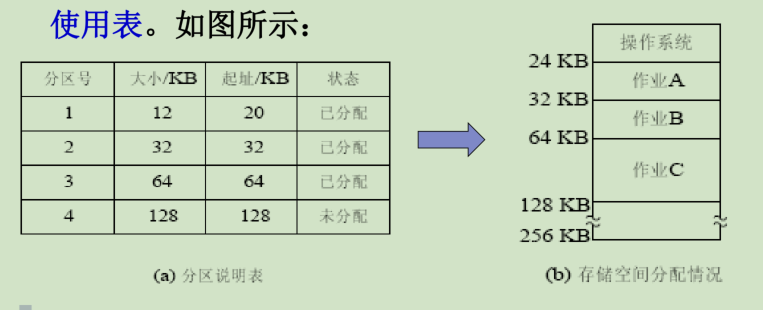 使用表。如图所示：
分区号 大小/KB 起址/KB 状态
1 12 20 已分配
2 32 32 已分配
3 64 64 已分配
4 128 128 未分配
(a) 分区说明表
操作系统
24 KB
作业A
32 KB
作业B
64 KB
作业C
128 KB
256 KB
(b) 存储空间分配情况